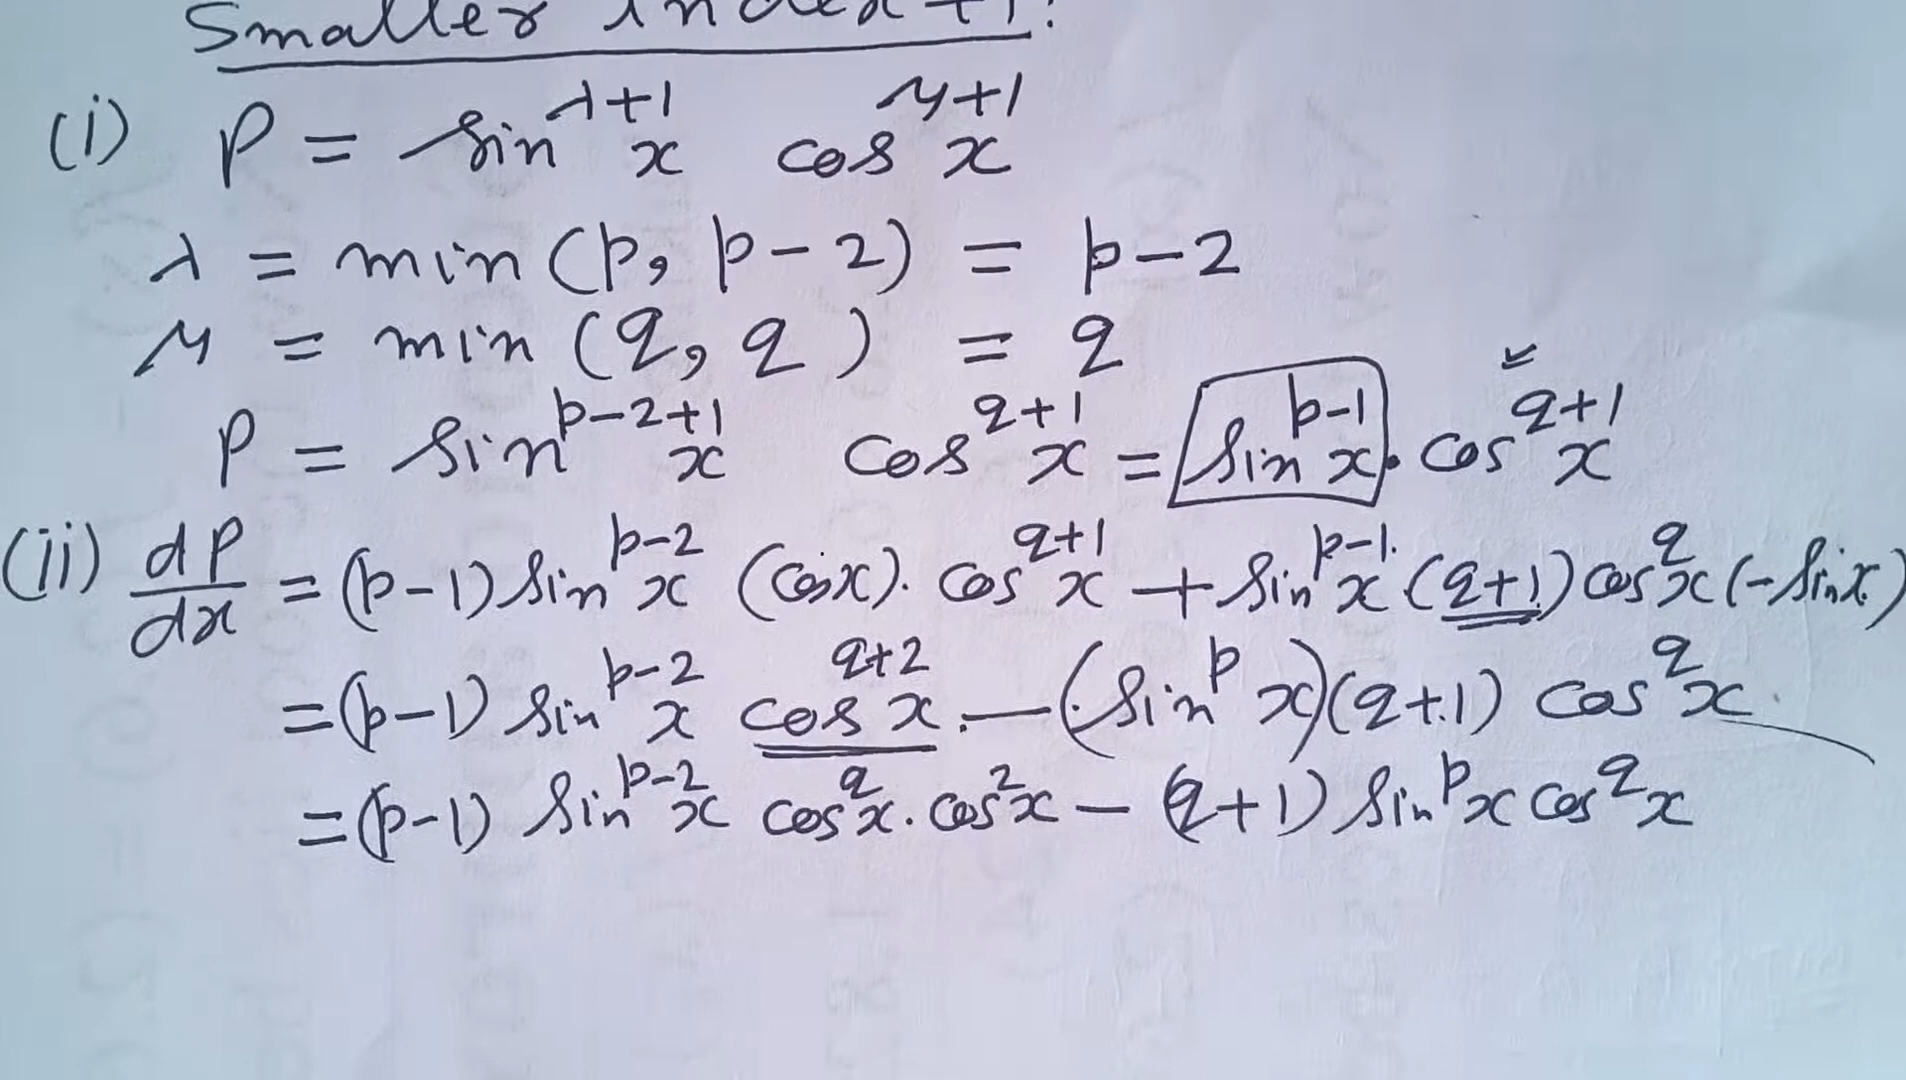 Smaller index +1.
(i) P = sin^{λ+1} x cos^{μ+1} x
λ = min (p, p-2) = p-2
μ = min (q, q) = q
P = sin^{p-2+1} x cos^{q+1} x = sin^{p-1} x . cos^{q+1} x
(ii) dP/dx = (p-1) sin^{p-2} x (cosx). cos^{q+1} x + sin^{p-1} x (q+1) cos^q x (-sinx)
= (p-1) sin^{p-2} x cos^{q+2} x - (sin^p x)(q+1) cos^q x
= (p-1) sin^{p-2} x cos^q x. cos^2 x - (q+1) sin^p x cos^q x